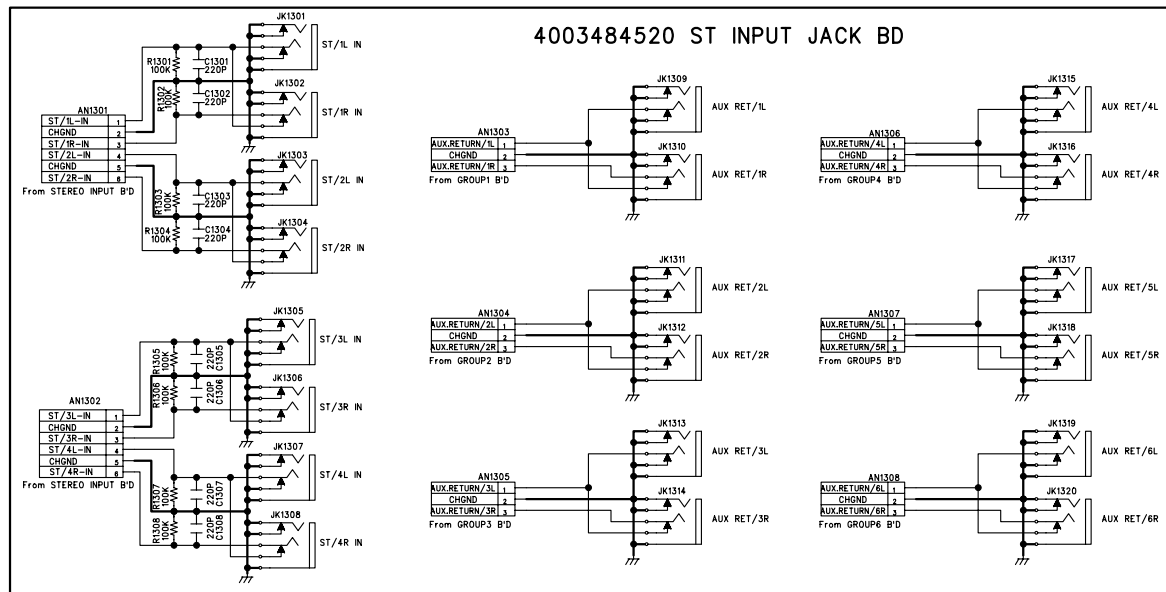 4003484520 ST INPUT JACK BD
JK1301
ST/1L IN
R1301
100K
C1301
220P
JK1302
R1302
100K
C1302
220P
ST/1R IN
AN1301
ST/1L-IN 1
CHGND 2
ST/1R-IN 3
ST/2L-IN 4
CHGND 5
ST/2R-IN 6
From STEREO INPUT B'D
JK1303
ST/2L IN
R1303
100K
C1303
220P
JK1304
R1304
100K
C1304
220P
ST/2R IN
JK1305
ST/3L IN
R1305
100K
220P
C1305
JK1306
R1306
100K
220P
C1306
ST/3R IN
AN1302
ST/3L-IN 1
CHGND 2
ST/3R-IN 3
ST/4L-IN 4
CHGND 5
ST/4R-IN 6
From STEREO INPUT B'D
JK1307
ST/4L IN
R1307
100K
220P
C1307
JK1308
R1308
100K
220P
C1308
ST/4R IN
JK1309
AUX RET/1L
AN1303
AUX.RETURN/1L 1
CHGND 2
AUX.RETURN/1R 3
From GROUP1 B'D
JK1310
AUX RET/1R
JK1311
AUX RET/2L
AN1304
AUX.RETURN/2L 1
CHGND 2
AUX.RETURN/2R 3
From GROUP2 B'D
JK1312
AUX RET/2R
JK1313
AUX RET/3L
AN1305
AUX.RETURN/3L 1
CHGND 2
AUX.RETURN/3R 3
From GROUP3 B'D
JK1314
AUX RET/3R
JK1315
AUX RET/4L
AN1306
AUX.RETURN/4L 1
CHGND 2
AUX.RETURN/4R 3
From GROUP4 B'D
JK1316
AUX RET/4R
JK1317
AUX RET/5L
AN1307
AUX.RETURN/5L 1
CHGND 2
AUX.RETURN/5R 3
From GROUP5 B'D
JK1318
AUX RET/5R
JK1319
AUX RET/6L
AN1308
AUX.RETURN/6L 1
CHGND 2
AUX.RETURN/6R 3
From GROUP6 B'D
JK1320
AUX RET/6R